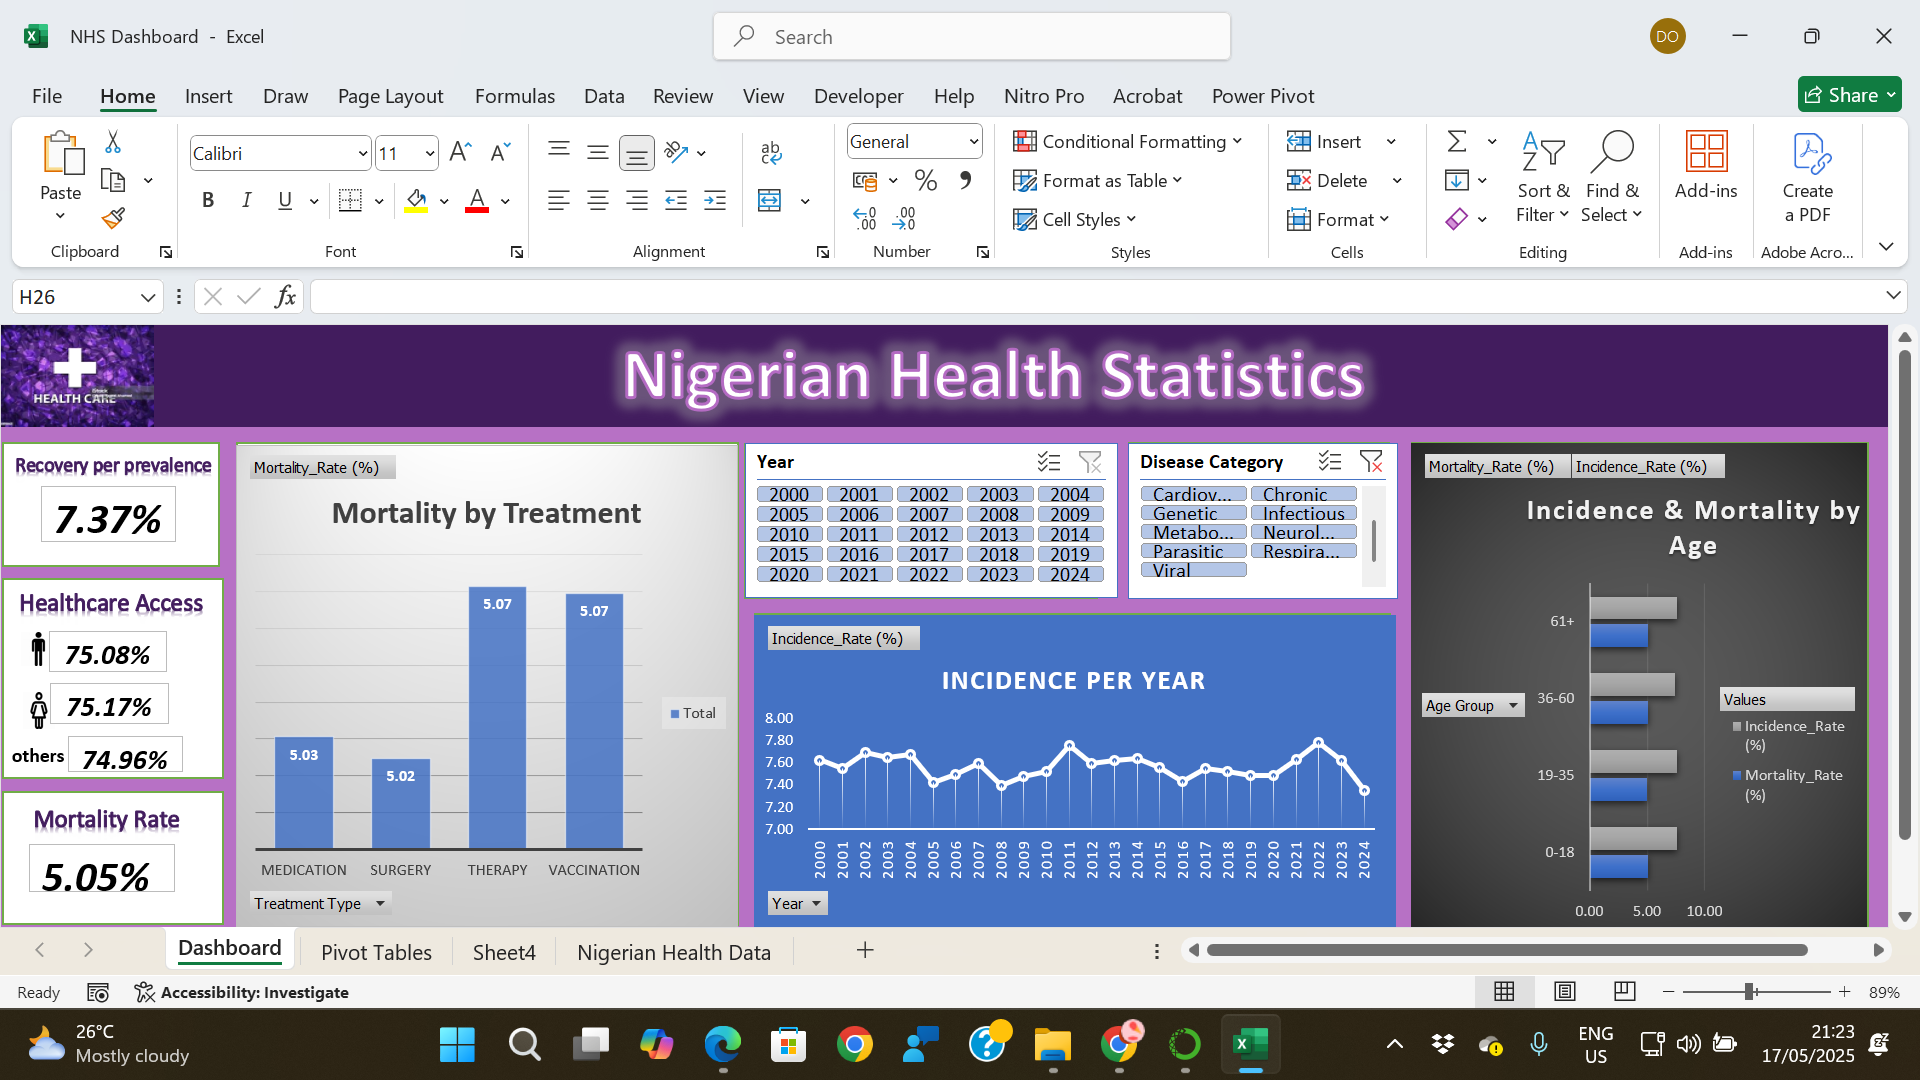 NHS Dashboard - Excel
Search
DO
File Home Insert Draw Page Layout Formulas Data Review View Developer Help Nitro Pro Acrobat Power Pivot
Share
Paste
Clipboard
Calibri 11
B I U
Font
Alignment
General
Number
Conditional Formatting
Format as Table
Cell Styles
Styles
Insert
Delete
Format
Cells
Sort & Filter
Find & Select
Editing
Add-ins
Add-ins
Create a PDF
Adobe Acro...
H26
fx
HEALTH CARE
Nigerian Health Statistics
Recovery per prevalence
7.37%
Healthcare Access
75.08%
75.17%
others 74.96%
Mortality Rate
5.05%
Mortality_Rate (%)
Mortality by Treatment
5.03
5.02
5.07
5.07
Total
MEDICATION SURGERY THERAPY VACCINATION
Treatment Type
Year
2000 2001 2002 2003 2004
2005 2006 2007 2008 2009
2010 2011 2012 2013 2014
2015 2016 2017 2018 2019
2020 2021 2022 2023 2024
Disease Category
Cardiov... Chronic
Genetic Infectious
Metabo... Neurol...
Parasitic Respira...
Viral
Incidence_Rate (%)
INCIDENCE PER YEAR
8.00
7.80
7.60
7.40
7.20
7.00
2000 2001 2002 2003 2004 2005 2006 2007 2008 2009 2010 2011 2012 2013 2014 2015 2016 2017 2018 2019 2020 2021 2022 2023 2024
Year
Mortality_Rate (%) Incidence_Rate (%)
Incidence & Mortality by
Age
61+
36-60
19-35
0-18
0.00 5.00 10.00
Age Group
Values
Incidence_Rate
(%)
Mortality_Rate
(%)
Dashboard Pivot Tables Sheet4 Nigerian Health Data
Ready
Accessibility: Investigate
89%
26°C
Mostly cloudy
ENG
US
21:23
17/05/2025